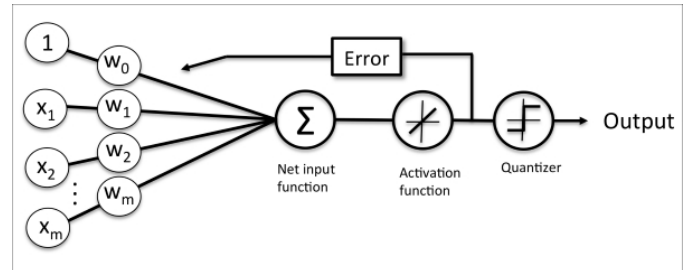 1
w0
Error
x1
w1
Σ
Output
x2
w2
Net input
function
Activation
function
Quantizer
⋮
wm
xm